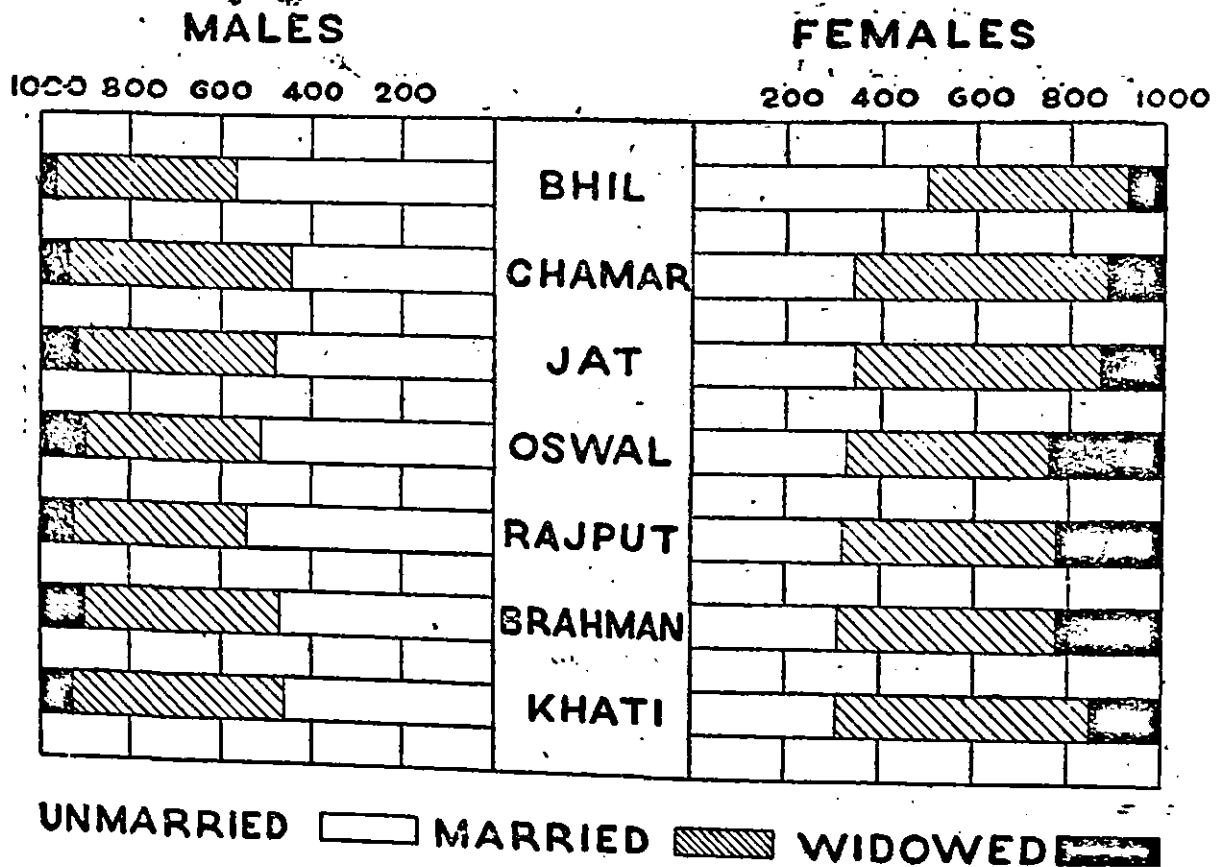 MALES FEMALES
1000 800 600 400 200 200 400 600 800 1000
BHIL
CHAMAR
JAT
OSWAL
RAJPUT
BRAHMAN
KHATI
UNMARRIED MARRIED WIDOWED